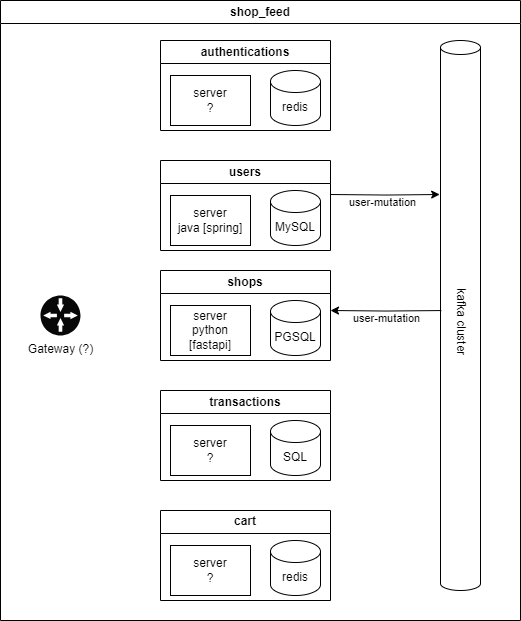 shop_feed
authentications
server
?
redis
users
server
java [spring]
MySQL
user-mutation
shops
server
python
[fastapi]
PGSQL
user-mutation
Gateway (?)
kafka cluster
transactions
server
?
SQL
cart
server
?
redis